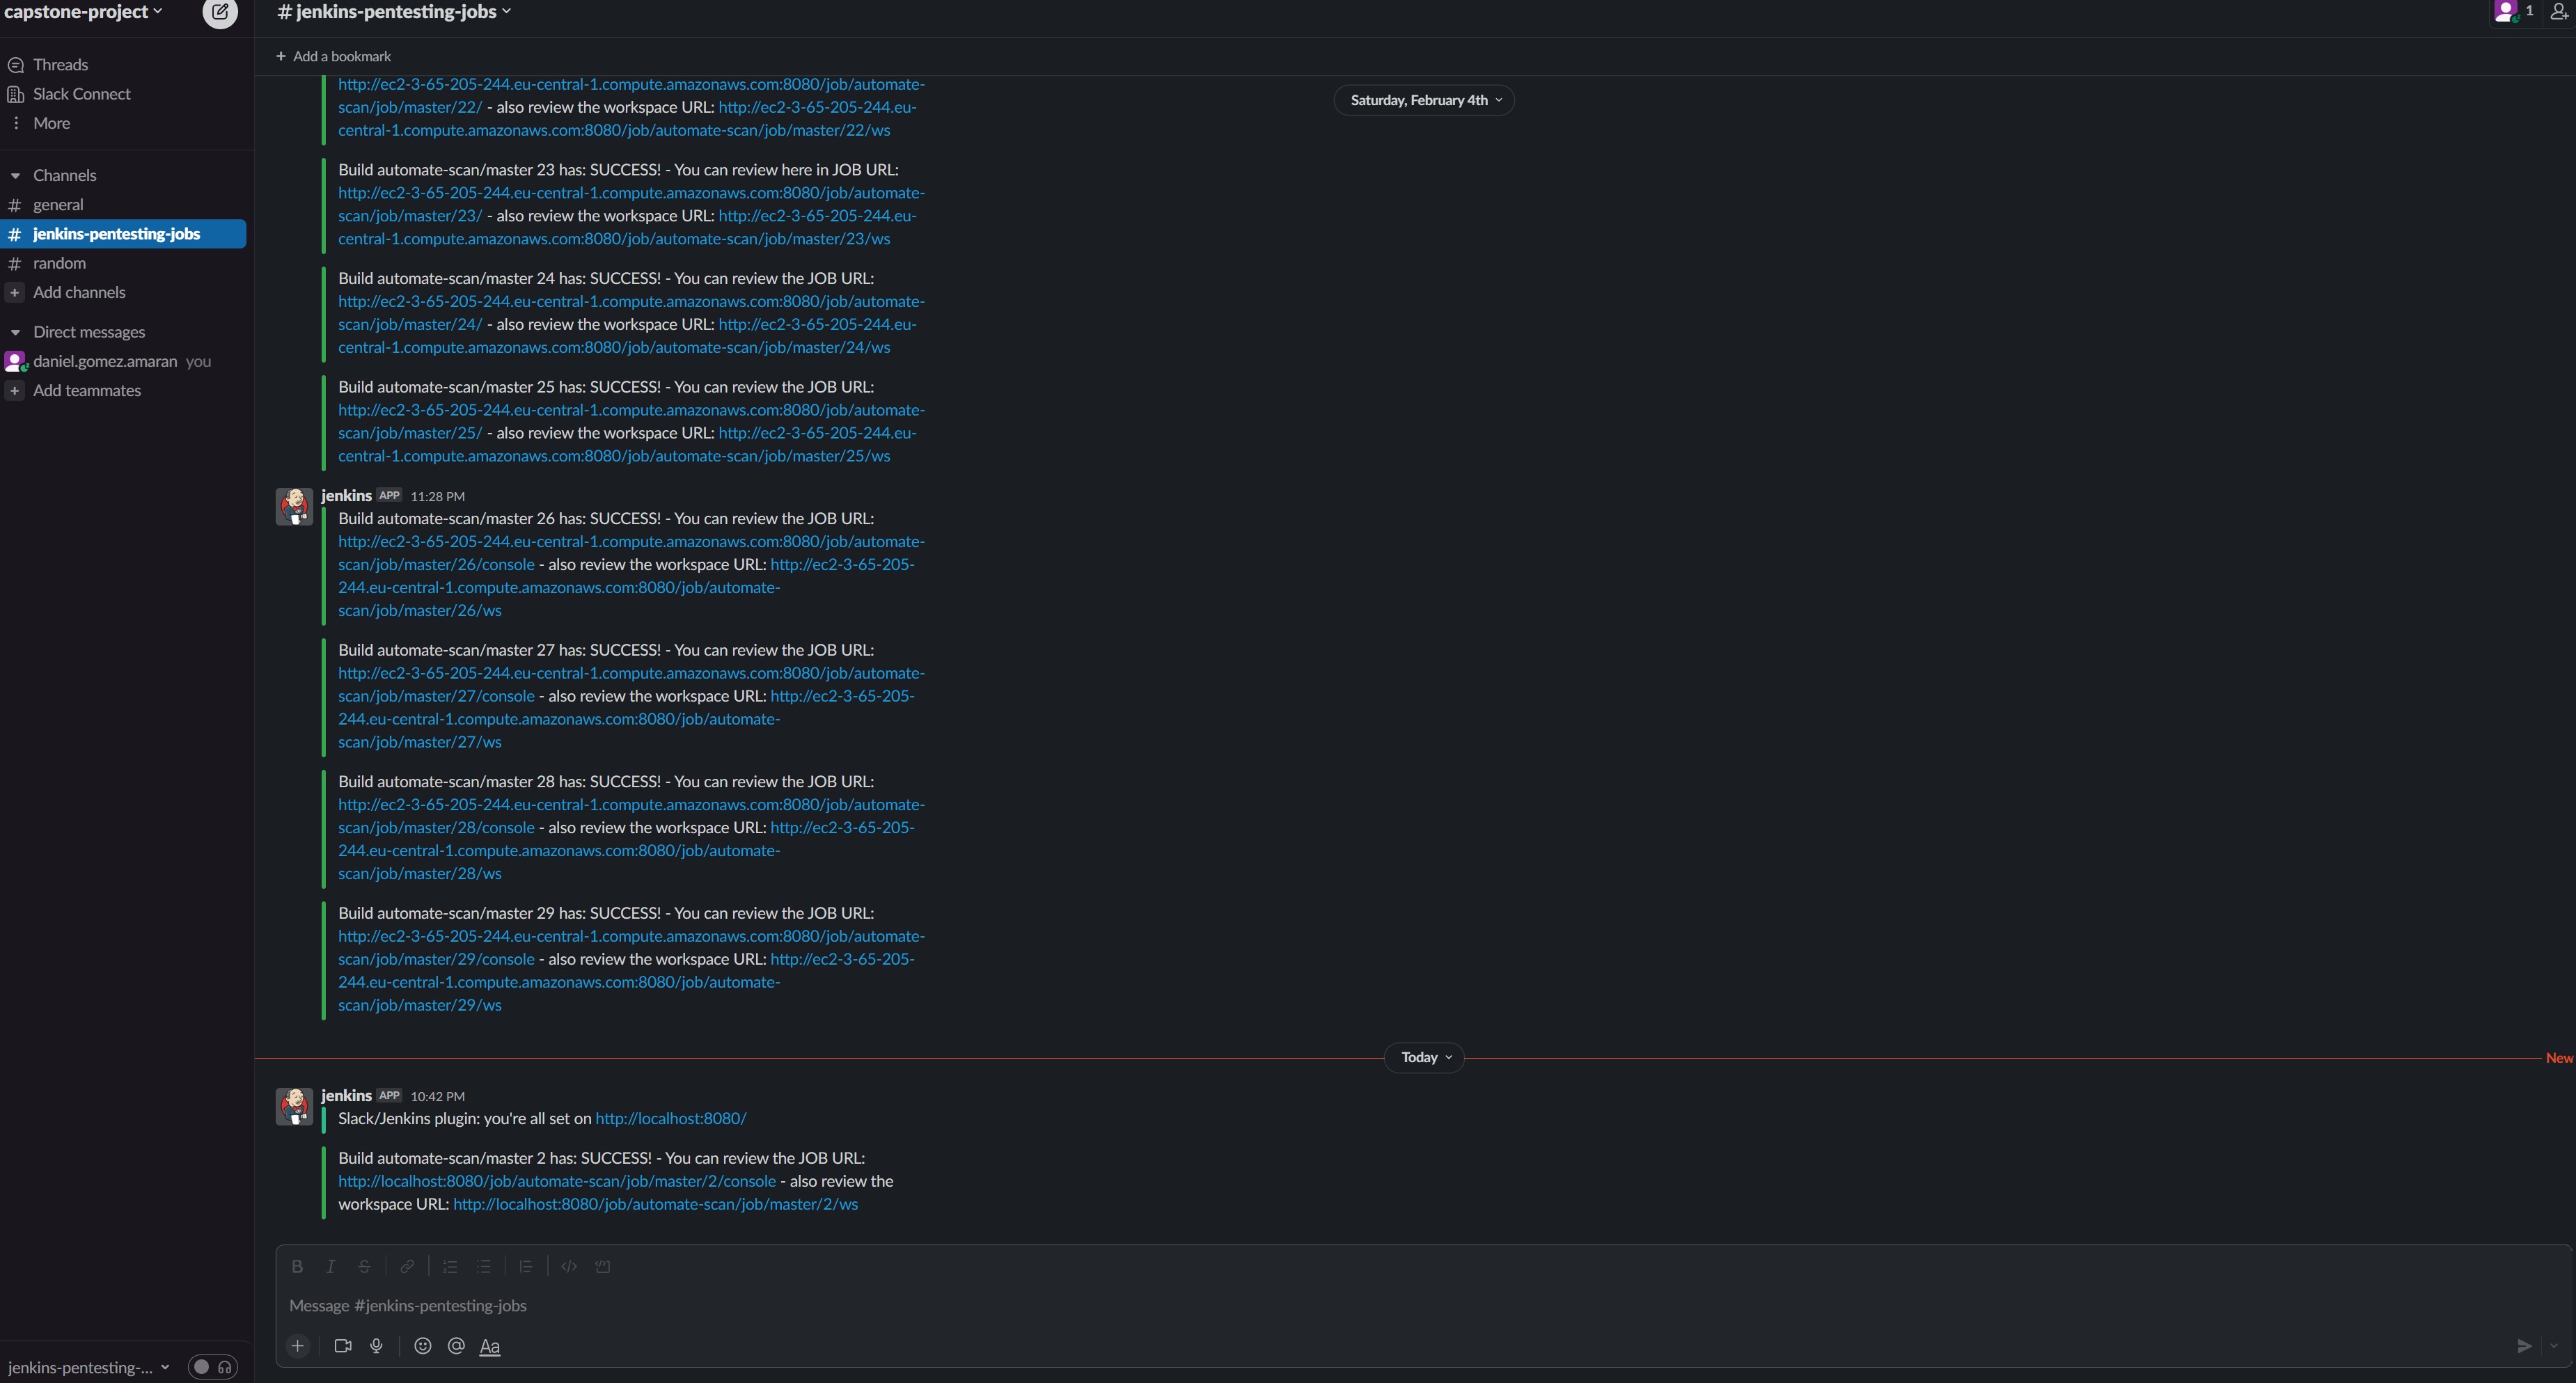 capstone-project
Threads
Slack Connect
More
Channels
# general
# jenkins-pentesting-jobs
# random
+ Add channels
Direct messages
daniel.gomez.amaran you
+ Add teammates
jenkins-pentesting-...
# jenkins-pentesting-jobs
1
+ Add a bookmark
Saturday, February 4th
http://ec2-3-65-205-244.eu-central-1.compute.amazonaws.com:8080/job/automate-
scan/job/master/22/ - also review the workspace URL: http://ec2-3-65-205-244.eu-
central-1.compute.amazonaws.com:8080/job/automate-scan/job/master/22/ws
Build automate-scan/master 23 has: SUCCESS! - You can review here in JOB URL:
http://ec2-3-65-205-244.eu-central-1.compute.amazonaws.com:8080/job/automate-
scan/job/master/23/ - also review the workspace URL: http://ec2-3-65-205-244.eu-
central-1.compute.amazonaws.com:8080/job/automate-scan/job/master/23/ws
Build automate-scan/master 24 has: SUCCESS! - You can review the JOB URL:
http://ec2-3-65-205-244.eu-central-1.compute.amazonaws.com:8080/job/automate-
scan/job/master/24/ - also review the workspace URL: http://ec2-3-65-205-244.eu-
central-1.compute.amazonaws.com:8080/job/automate-scan/job/master/24/ws
Build automate-scan/master 25 has: SUCCESS! - You can review the JOB URL:
http://ec2-3-65-205-244.eu-central-1.compute.amazonaws.com:8080/job/automate-
scan/job/master/25/ - also review the workspace URL: http://ec2-3-65-205-244.eu-
central-1.compute.amazonaws.com:8080/job/automate-scan/job/master/25/ws
jenkins APP 11:28 PM
Build automate-scan/master 26 has: SUCCESS! - You can review the JOB URL:
http://ec2-3-65-205-244.eu-central-1.compute.amazonaws.com:8080/job/automate-
scan/job/master/26/console - also review the workspace URL: http://ec2-3-65-205-
244.eu-central-1.compute.amazonaws.com:8080/job/automate-
scan/job/master/26/ws
Build automate-scan/master 27 has: SUCCESS! - You can review the JOB URL:
http://ec2-3-65-205-244.eu-central-1.compute.amazonaws.com:8080/job/automate-
scan/job/master/27/console - also review the workspace URL: http://ec2-3-65-205-
244.eu-central-1.compute.amazonaws.com:8080/job/automate-
scan/job/master/27/ws
Build automate-scan/master 28 has: SUCCESS! - You can review the JOB URL:
http://ec2-3-65-205-244.eu-central-1.compute.amazonaws.com:8080/job/automate-
scan/job/master/28/console - also review the workspace URL: http://ec2-3-65-205-
244.eu-central-1.compute.amazonaws.com:8080/job/automate-
scan/job/master/28/ws
Build automate-scan/master 29 has: SUCCESS! - You can review the JOB URL:
http://ec2-3-65-205-244.eu-central-1.compute.amazonaws.com:8080/job/automate-
scan/job/master/29/console - also review the workspace URL: http://ec2-3-65-205-
244.eu-central-1.compute.amazonaws.com:8080/job/automate-
scan/job/master/29/ws
Today
New
jenkins APP 10:42 PM
Slack/Jenkins plugin: you're all set on http://localhost:8080/
Build automate-scan/master 2 has: SUCCESS! - You can review the JOB URL:
http://localhost:8080/job/automate-scan/job/master/2/console - also review the
workspace URL: http://localhost:8080/job/automate-scan/job/master/2/ws
B I S
Message #jenkins-pentesting-jobs
+ @ Aa